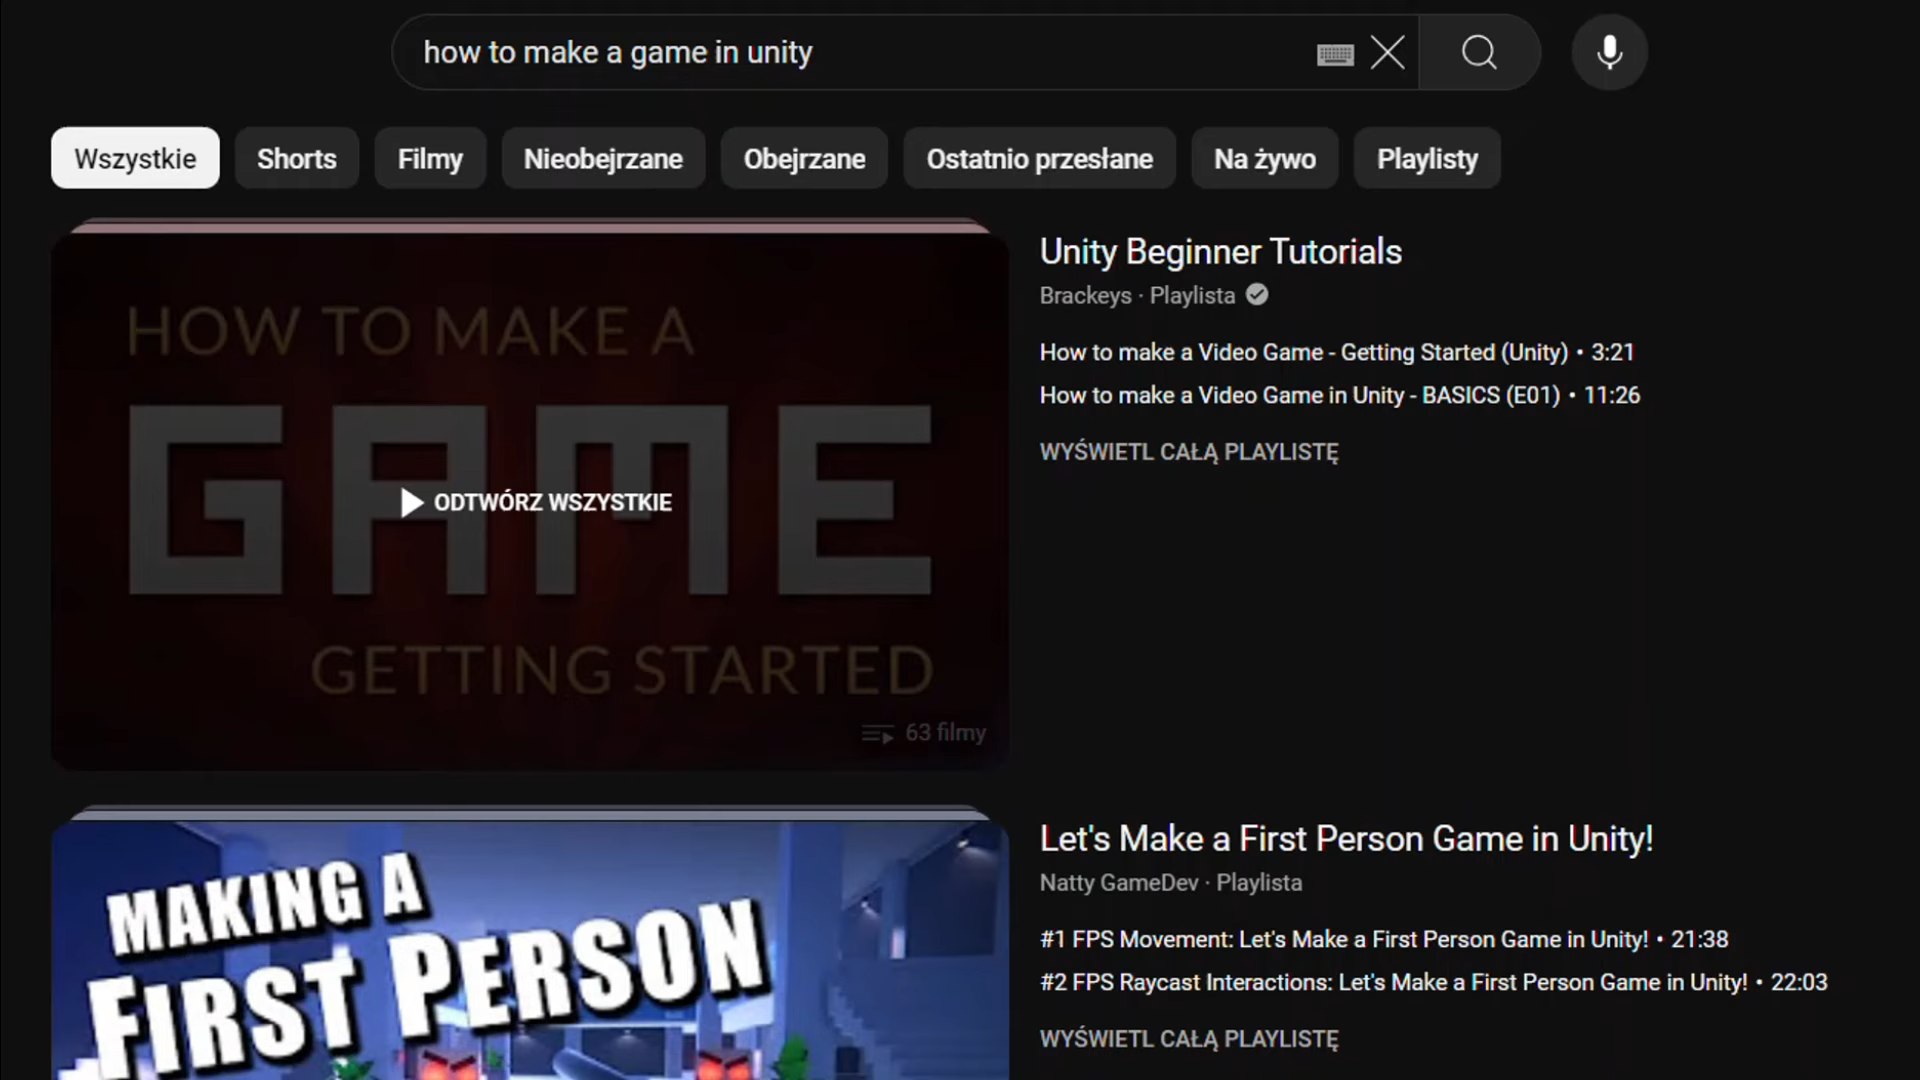 how to make a game in unity
Wszystkie
Shorts
Filmy
Nieobejrzane
Obejrzane
Ostatnio przesłane
Na żywo
Playlisty
HOW TO MAKE A
GAME
ODTWÓRZ WSZYSTKIE
GETTING STARTED
63 filmy
Unity Beginner Tutorials
Brackeys · Playlista
How to make a Video Game - Getting Started (Unity) • 3:21
How to make a Video Game in Unity - BASICS (E01) • 11:26
WYŚWIETL CAŁĄ PLAYLISTĘ
MAKING A
FIRST PERSON
Let's Make a First Person Game in Unity!
Natty GameDev · Playlista
#1 FPS Movement: Let's Make a First Person Game in Unity! • 21:38
#2 FPS Raycast Interactions: Let's Make a First Person Game in Unity! • 22:03
WYŚWIETL CAŁĄ PLAYLISTĘ